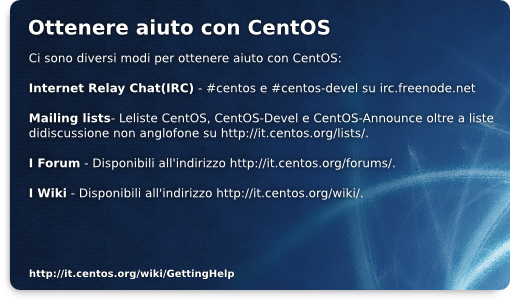 Ottenere aiuto con CentOS
Ci sono diversi modi per ottenere aiuto con CentOS:
Internet Relay Chat(IRC) - #centos e #centos-devel su irc.freenode.net
Mailing lists- Leliste CentOS, CentOS-Devel e CentOS-Announce oltre a liste
didiscussione non anglofone su http://it.centos.org/lists/.
I Forum - Disponibili all'indirizzo http://it.centos.org/forums/.
I Wiki - Disponibili all'indirizzo http://it.centos.org/wiki/.
http://it.centos.org/wiki/GettingHelp